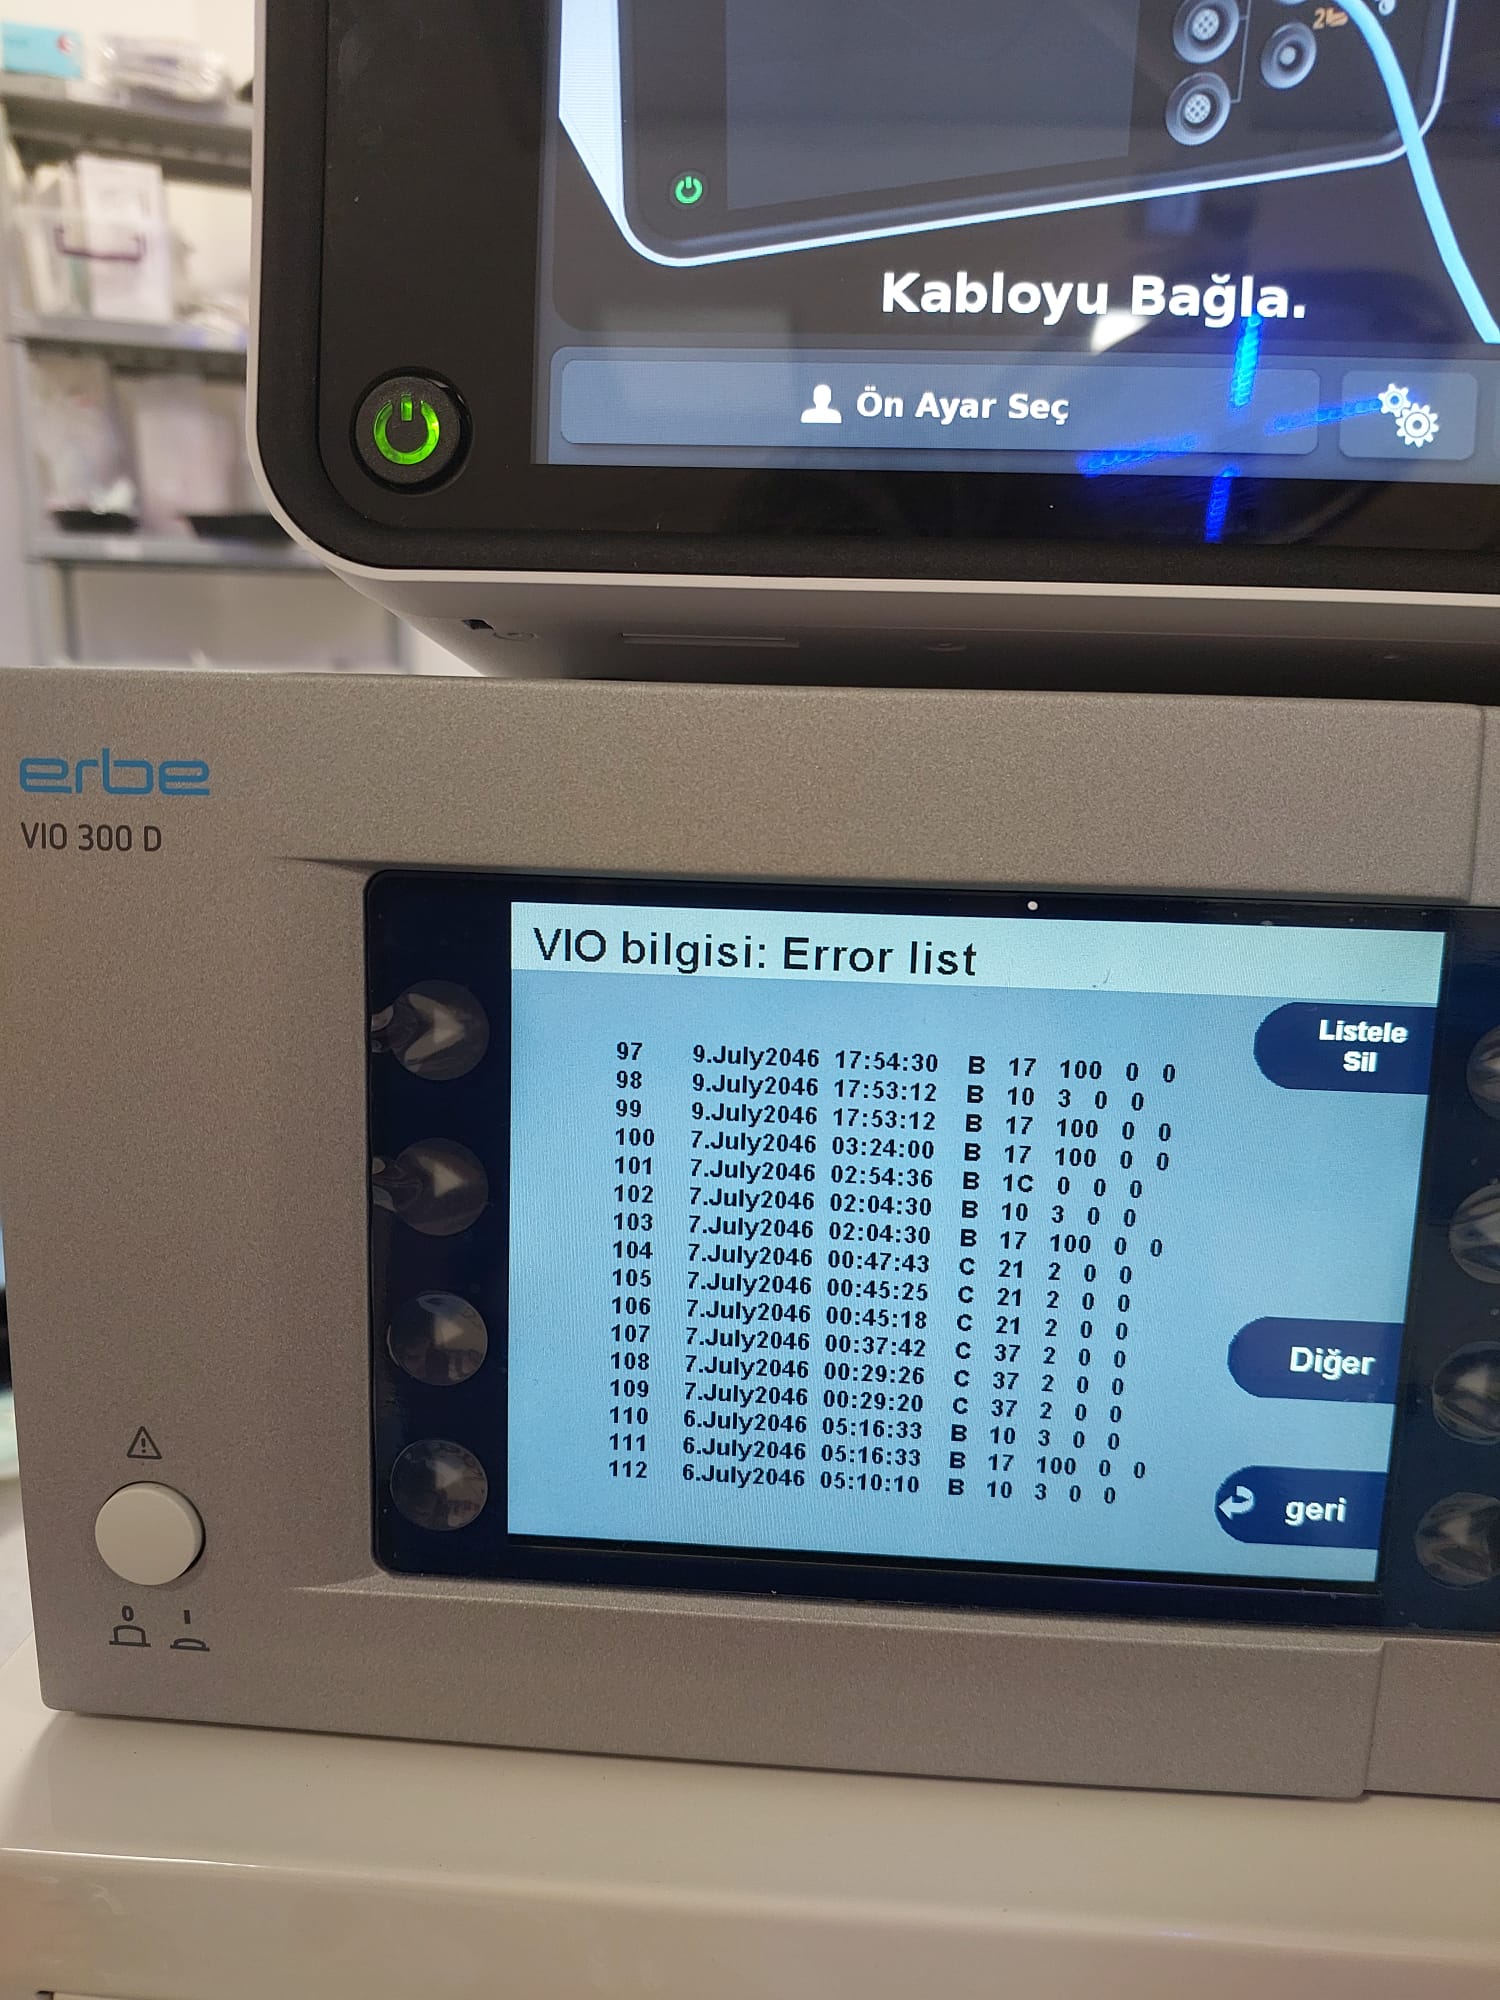 2
Kabloyu Bağla.
Ön Ayar Seç
erbe
VIO 300 D
VIO bilgisi: Error list
Listele
Sil
97 9.July2046 17:54:30 B 17 100 0 0
98 9.July2046 17:53:12 B 10 3 0 0
99 9.July2046 17:53:12 B 17 100 0 0
100 7.July2046 03:24:00 B 17 100 0 0
101 7.July2046 02:54:36 B 1C 0 0 0
102 7.July2046 02:04:30 B 10 3 0 0
103 7.July2046 02:04:30 B 17 100 0 0
104 7.July2046 00:47:43 C 21 2 0 0
105 7.July2046 00:45:25 C 21 2 0 0
106 7.July2046 00:45:18 C 21 2 0 0
107 7.July2046 00:37:42 C 37 2 0 0
108 7.July2046 00:29:26 C 37 2 0 0
109 7.July2046 00:29:20 C 37 2 0 0
110 6.July2046 05:16:33 B 10 3 0 0
111 6.July2046 05:16:33 B 17 100 0 0
112 6.July2046 05:10:10 B 10 3 0 0
Diğer
geri
0 I